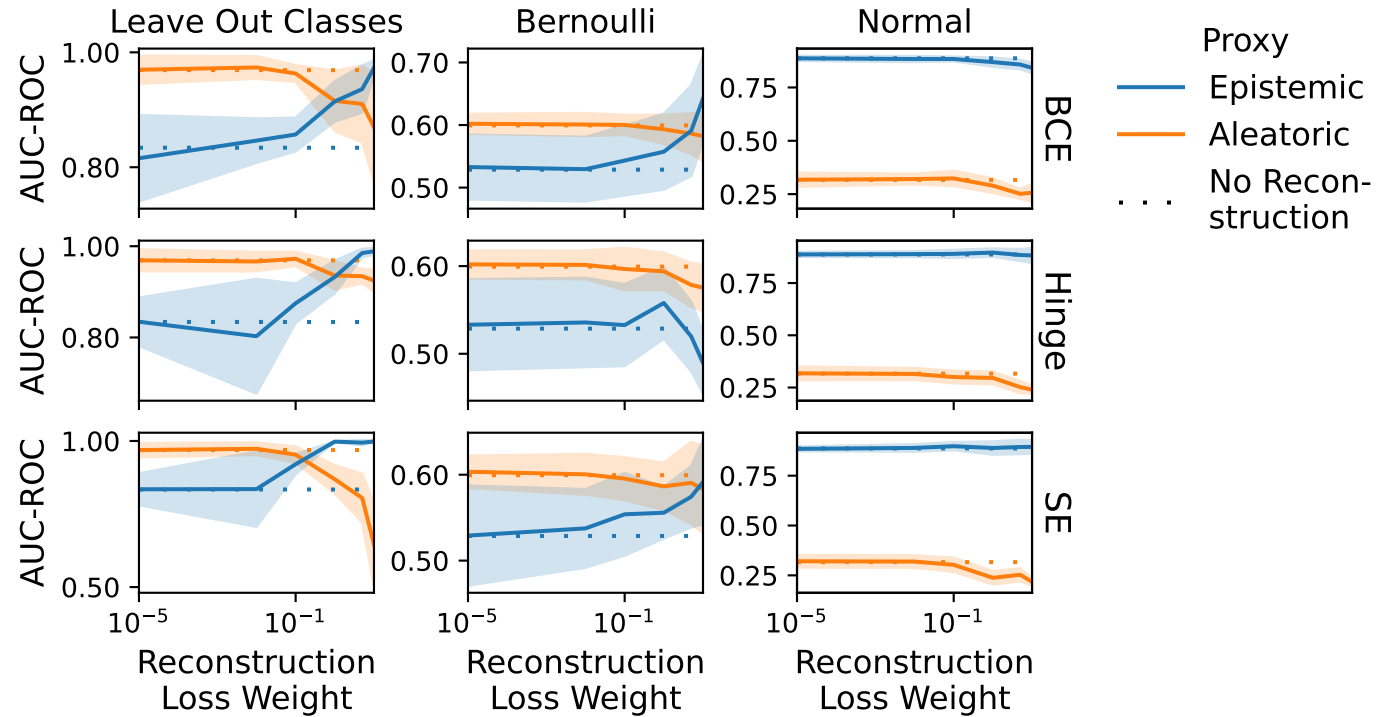 Leave Out Classes
Bernoulli
Normal
Proxy
Epistemic
Aleatoric
No Recon-
struction
AUC-ROC
1.00
0.80
0.70
0.60
0.50
0.75
0.50
0.25
BCE
AUC-ROC
1.00
0.80
0.60
0.50
0.75
0.50
0.25
Hinge
AUC-ROC
1.00
0.50
0.60
0.50
0.75
0.50
0.25
SE
10⁻⁵
10⁻¹
10⁻⁵
10⁻¹
10⁻⁵
10⁻¹
Reconstruction
Loss Weight
Reconstruction
Loss Weight
Reconstruction
Loss Weight